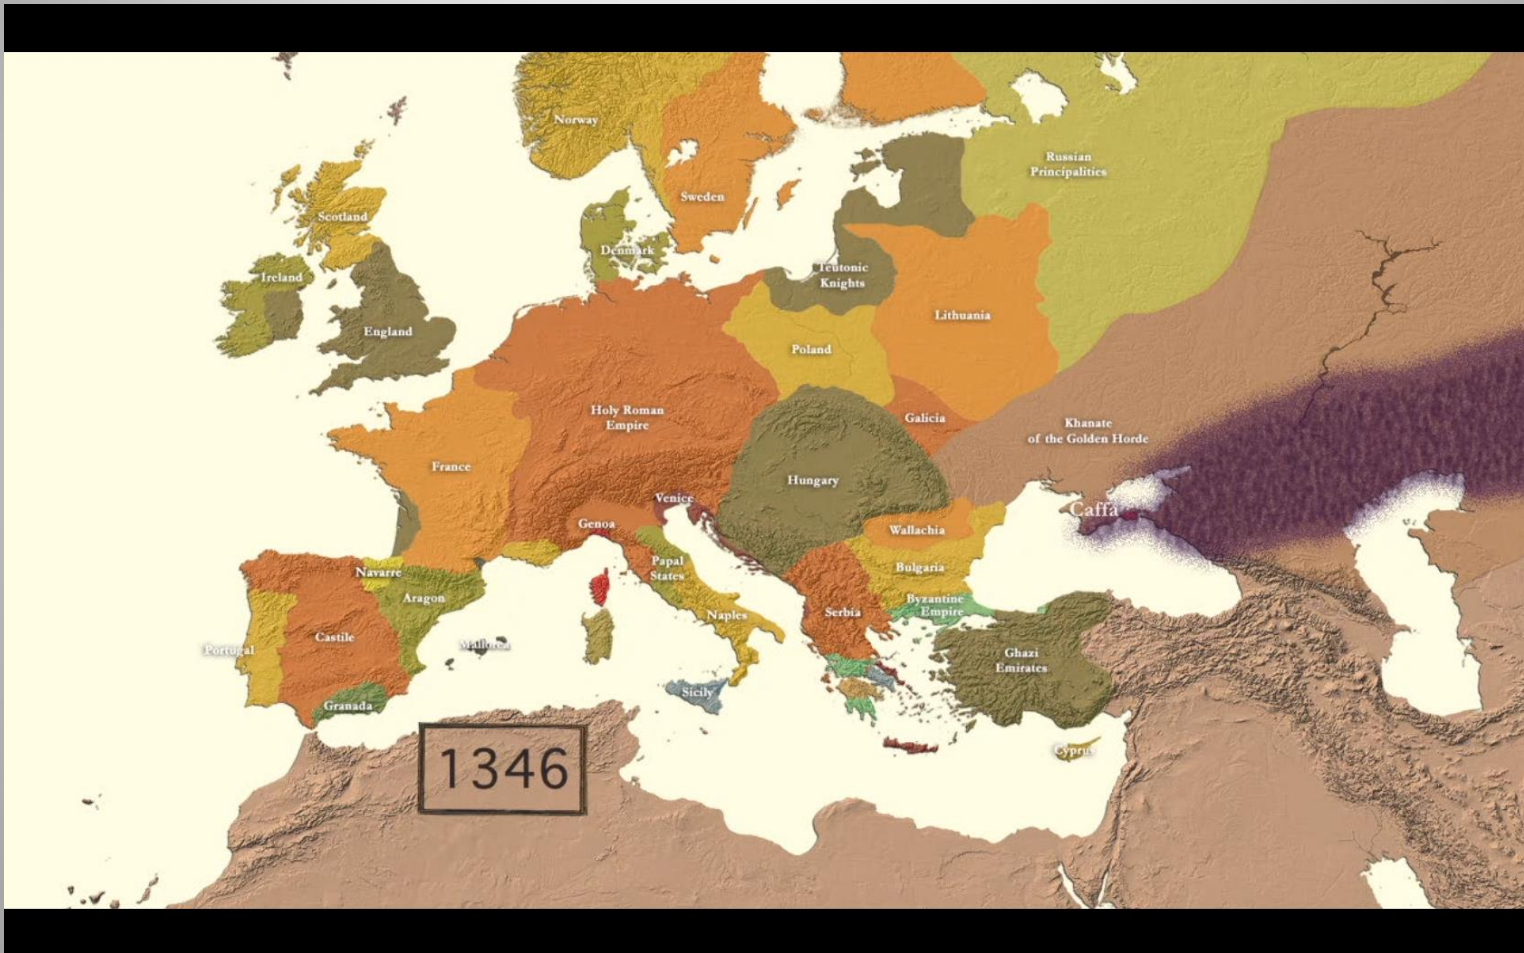 Norway
Russian
Principalities
Sweden
Scotland
Denmark
Teutonic
Knights
Ireland
Lithuania
England
Poland
Holy Roman
Empire
Galicia
Khanate
of the Golden Horde
France
Hungary
Venice
Caffa
Genoa
Wallachia
Papal
States
Bulgaria
Navarre
Aragon
Byzantine
Empire
Naples
Serbia
Castile
Portugal
Mallorca
Ghazi
Emirates
Sicily
Granada
Cyprus
1346